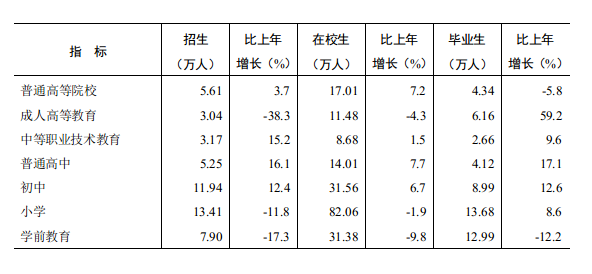 指 标 招生（万人） 比上年增长（%） 在校生（万人） 比上年增长（%） 毕业生（万人） 比上年增长（%）
普通高等院校 5.61 3.7 17.01 7.2 4.34 -5.8
成人高等教育 3.04 -38.3 11.48 -4.3 6.16 59.2
中等职业技术教育 3.17 15.2 8.68 1.5 2.66 9.6
普通高中 5.25 16.1 14.01 7.7 4.12 17.1
初中 11.94 12.4 31.56 6.7 8.99 12.6
小学 13.41 -11.8 82.06 -1.9 13.68 8.6
学前教育 7.90 -17.3 31.38 -9.8 12.99 -12.2